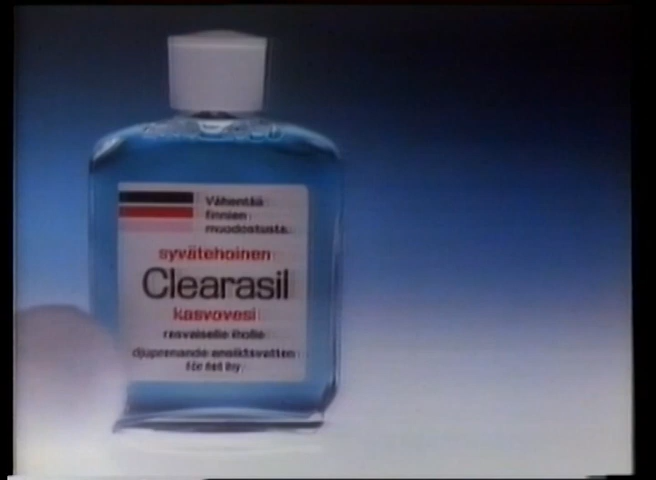 Vähentää
finnien
muodostusta.
syvätehoinen
Clearasil
kasvovesi
rasvaiselle iholle
djuprenande ansiktsvatten
för fet hy